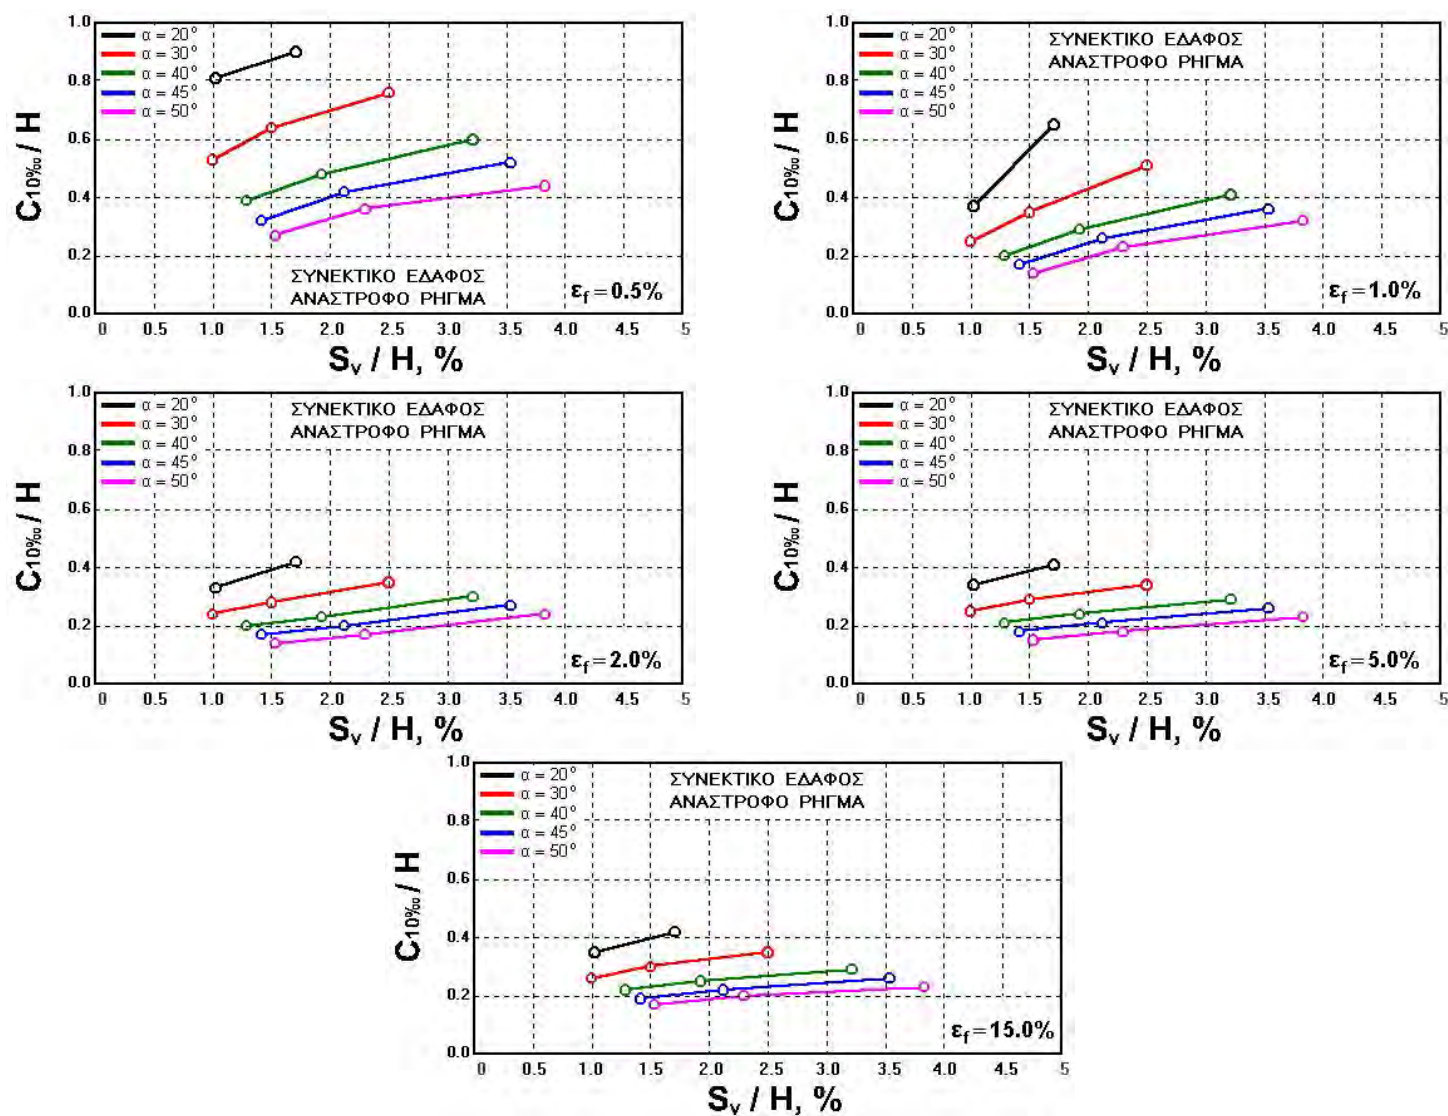 1.0
0.8
0.6
0.4
0.2
0.0
C10‰ / H
α = 20°
α = 30°
α = 40°
α = 45°
α = 50°
ΣΥΝΕΚΤΙΚΟ ΕΔΑΦΟΣ
ΑΝΑΣΤΡΟΦΟ ΡΗΓΜΑ
εf = 0.5%
0 0.5 1.0 1.5 2.0 2.5 3.0 3.5 4.0 4.5 5
Sv / H, %
1.0
0.8
0.6
0.4
0.2
0.0
C10‰ / H
α = 20°
α = 30°
α = 40°
α = 45°
α = 50°
ΣΥΝΕΚΤΙΚΟ ΕΔΑΦΟΣ
ΑΝΑΣΤΡΟΦΟ ΡΗΓΜΑ
εf = 1.0%
0 0.5 1.0 1.5 2.0 2.5 3.0 3.5 4.0 4.5 5
Sv / H, %
1.0
0.8
0.6
0.4
0.2
0.0
C10‰ / H
α = 20°
α = 30°
α = 40°
α = 45°
α = 50°
ΣΥΝΕΚΤΙΚΟ ΕΔΑΦΟΣ
ΑΝΑΣΤΡΟΦΟ ΡΗΓΜΑ
εf = 2.0%
0 0.5 1.0 1.5 2.0 2.5 3.0 3.5 4.0 4.5 5
Sv / H, %
1.0
0.8
0.6
0.4
0.2
0.0
C10‰ / H
α = 20°
α = 30°
α = 40°
α = 45°
α = 50°
ΣΥΝΕΚΤΙΚΟ ΕΔΑΦΟΣ
ΑΝΑΣΤΡΟΦΟ ΡΗΓΜΑ
εf = 5.0%
0 0.5 1.0 1.5 2.0 2.5 3.0 3.5 4.0 4.5 5
Sv / H, %
1.0
0.8
0.6
0.4
0.2
0.0
C10‰ / H
α = 20°
α = 30°
α = 40°
α = 45°
α = 50°
ΣΥΝΕΚΤΙΚΟ ΕΔΑΦΟΣ
ΑΝΑΣΤΡΟΦΟ ΡΗΓΜΑ
εf = 15.0%
0 0.5 1.0 1.5 2.0 2.5 3.0 3.5 4.0 4.5 5
Sv / H, %